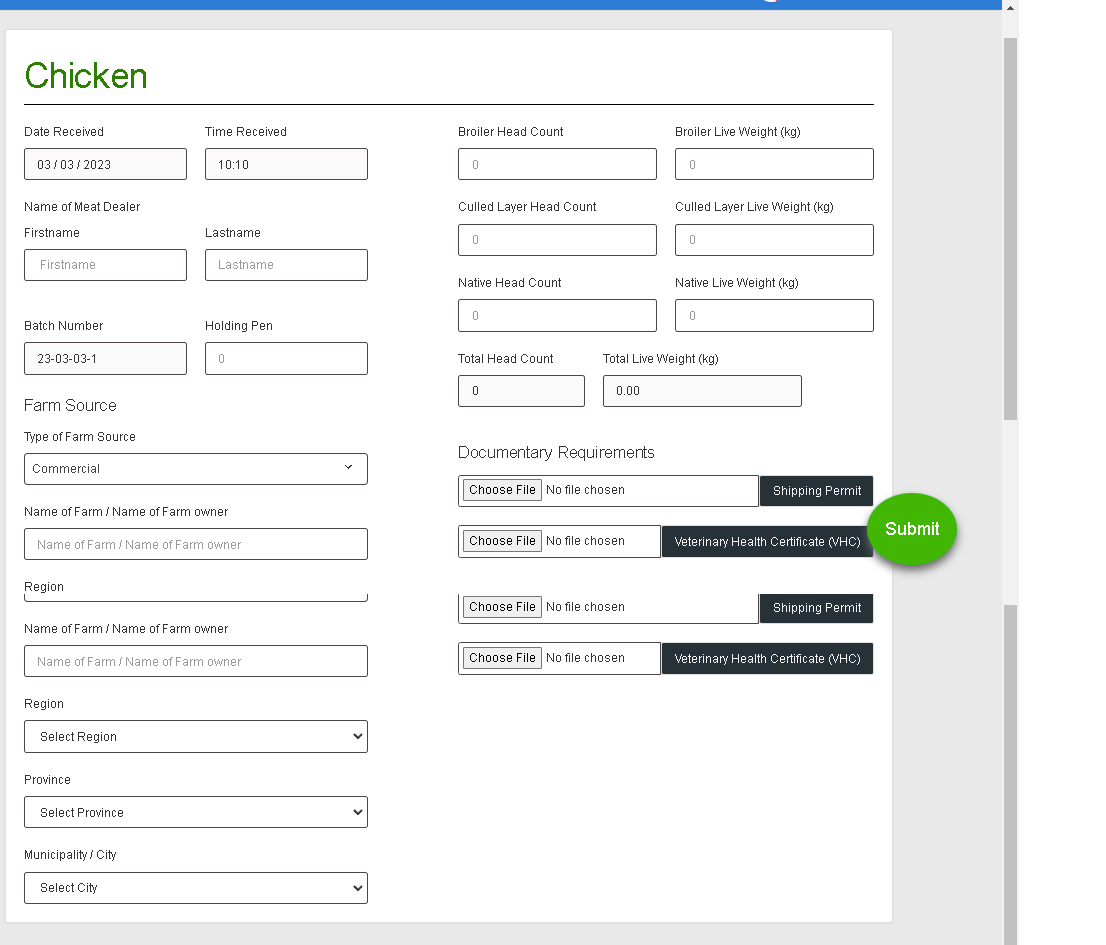 Chicken
Date Received
Time Received
03 / 03 / 2023
10:10
Name of Meat Dealer
Firstname
Lastname
Firstname
Lastname
Batch Number
Holding Pen
23-03-03-1
0
Farm Source
Type of Farm Source
Commercial
Name of Farm / Name of Farm owner
Name of Farm / Name of Farm owner
Region
Name of Farm / Name of Farm owner
Name of Farm / Name of Farm owner
Region
Select Region
Province
Select Province
Municipality / City
Select City
Broiler Head Count
Broiler Live Weight (kg)
0
0
Culled Layer Head Count
Culled Layer Live Weight (kg)
0
0
Native Head Count
Native Live Weight (kg)
0
0
Total Head Count
Total Live Weight (kg)
0
0.00
Documentary Requirements
Choose File No file chosen
Shipping Permit
Choose File No file chosen
Veterinary Health Certificate (VHC)
Choose File No file chosen
Shipping Permit
Choose File No file chosen
Veterinary Health Certificate (VHC)
Submit